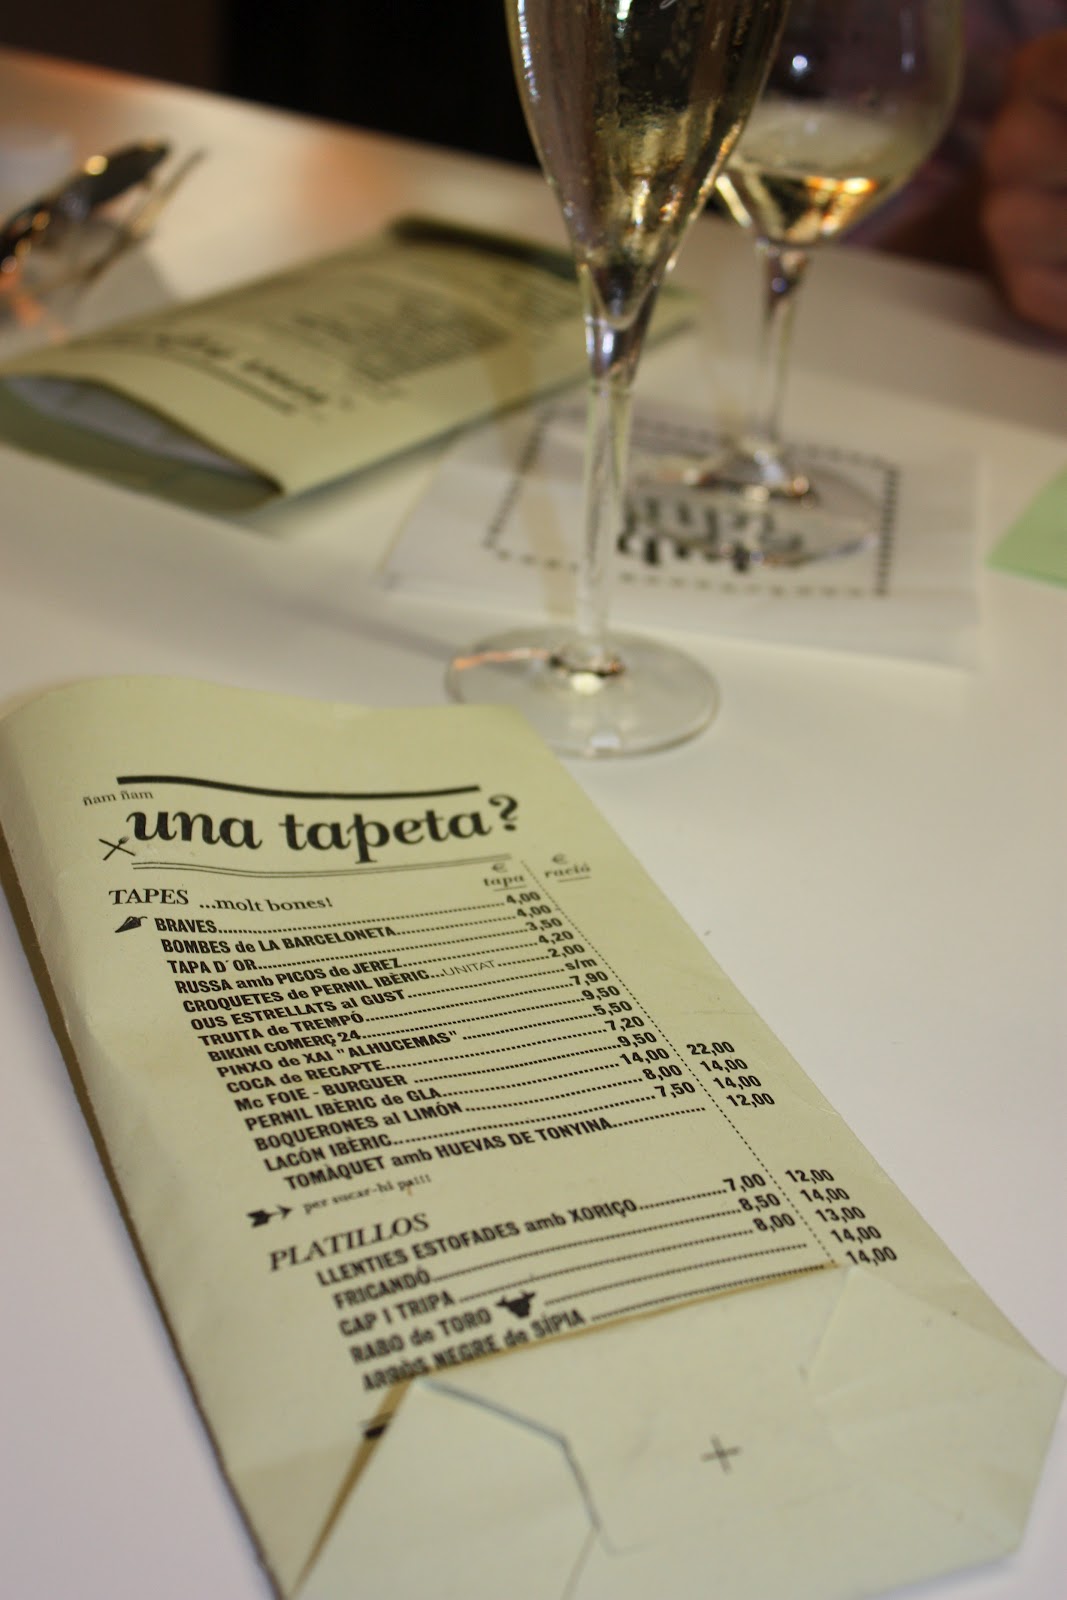 ñam ñam
una tapeta?
€ tapa € ració
TAPES ...molt bones!
BRAVES 4,00
BOMBES de LA BARCELONETA 4,00
TAPA D'OR 3,50
RUSSA amb PICOS de JEREZ 4,20
CROQUETES de PERNIL IBÈRIC...UNITAT 2,00
OUS ESTRELLATS al GUST s/m
TRUITA de TREMPÓ 7,90
BIKINI COMERÇ 24 9,50
PINXO de XAI "ALHUCEMAS" 5,50
COCA de RECAPTE 7,20
Mc FOIE - BURGUER 9,50
PERNIL IBÈRIC de GLA 14,00 22,00
BOQUERONES al LIMÓN 8,00 14,00
LACÓN IBÈRIC 7,50 14,00
TOMÀQUET amb HUEVAS DE TONYINA 12,00
per sucar-hi pa!!!
PLATILLOS
LLENTIES ESTOFADES amb XORIÇO 7,00 12,00
FRICANDÓ 8,50 14,00
CAP I TRIPA 8,00 13,00
RABO de TORO 14,00
ARRÒS NEGRE de SÍPIA 14,00